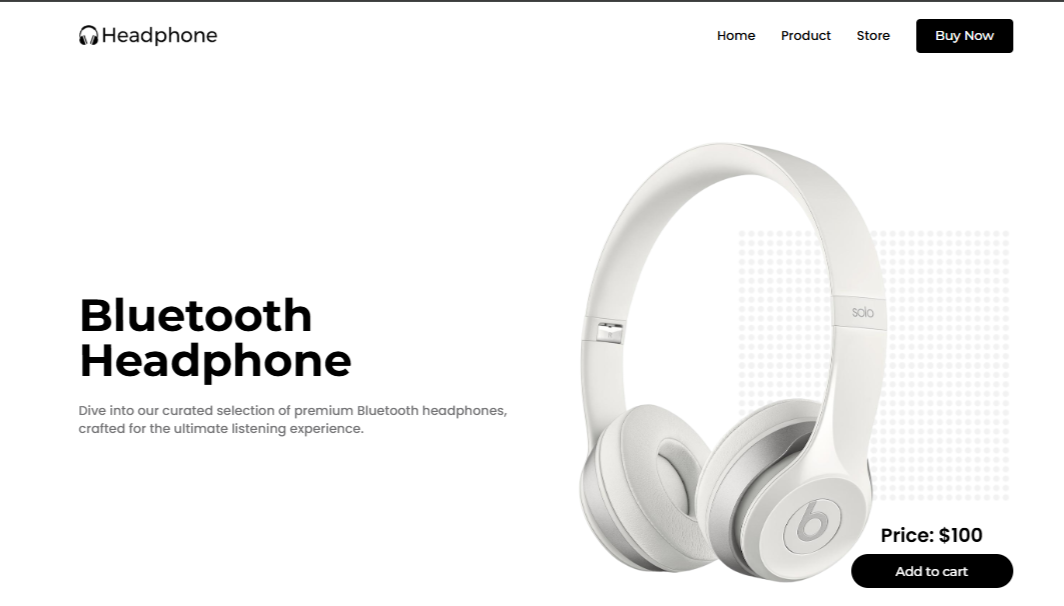 Headphone
Home
Product
Store
Buy Now
Bluetooth
Headphone
Dive into our curated selection of premium Bluetooth headphones,
crafted for the ultimate listening experience.
solo
b
Price: $100
Add to cart